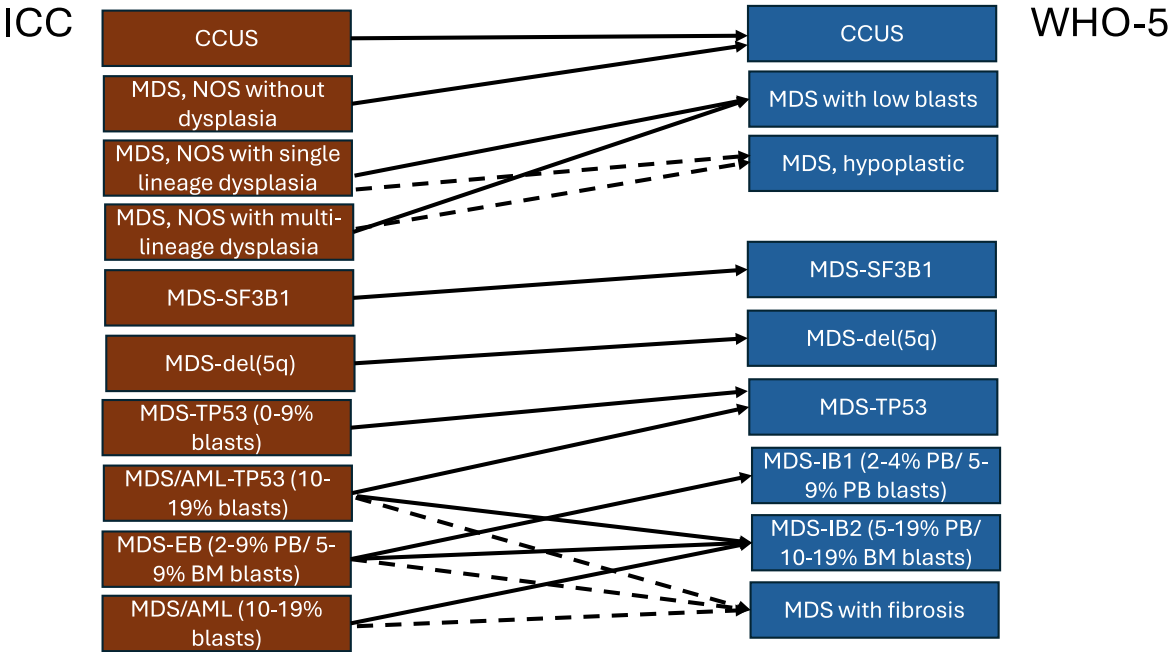 ICC
WHO-5
CCUS
MDS, NOS without
dysplasia
MDS, NOS with single
lineage dysplasia
MDS, NOS with multi-
lineage dysplasia
MDS-SF3B1
MDS-del(5q)
MDS-TP53 (0-9%
blasts)
MDS/AML-TP53 (10-
19% blasts)
MDS-EB (2-9% PB/ 5-
9% BM blasts)
MDS/AML (10-19%
blasts)
CCUS
MDS with low blasts
MDS, hypoplastic
MDS-SF3B1
MDS-del(5q)
MDS-TP53
MDS-IB1 (2-4% PB/ 5-
9% PB blasts)
MDS-IB2 (5-19% PB/
10-19% BM blasts)
MDS with fibrosis